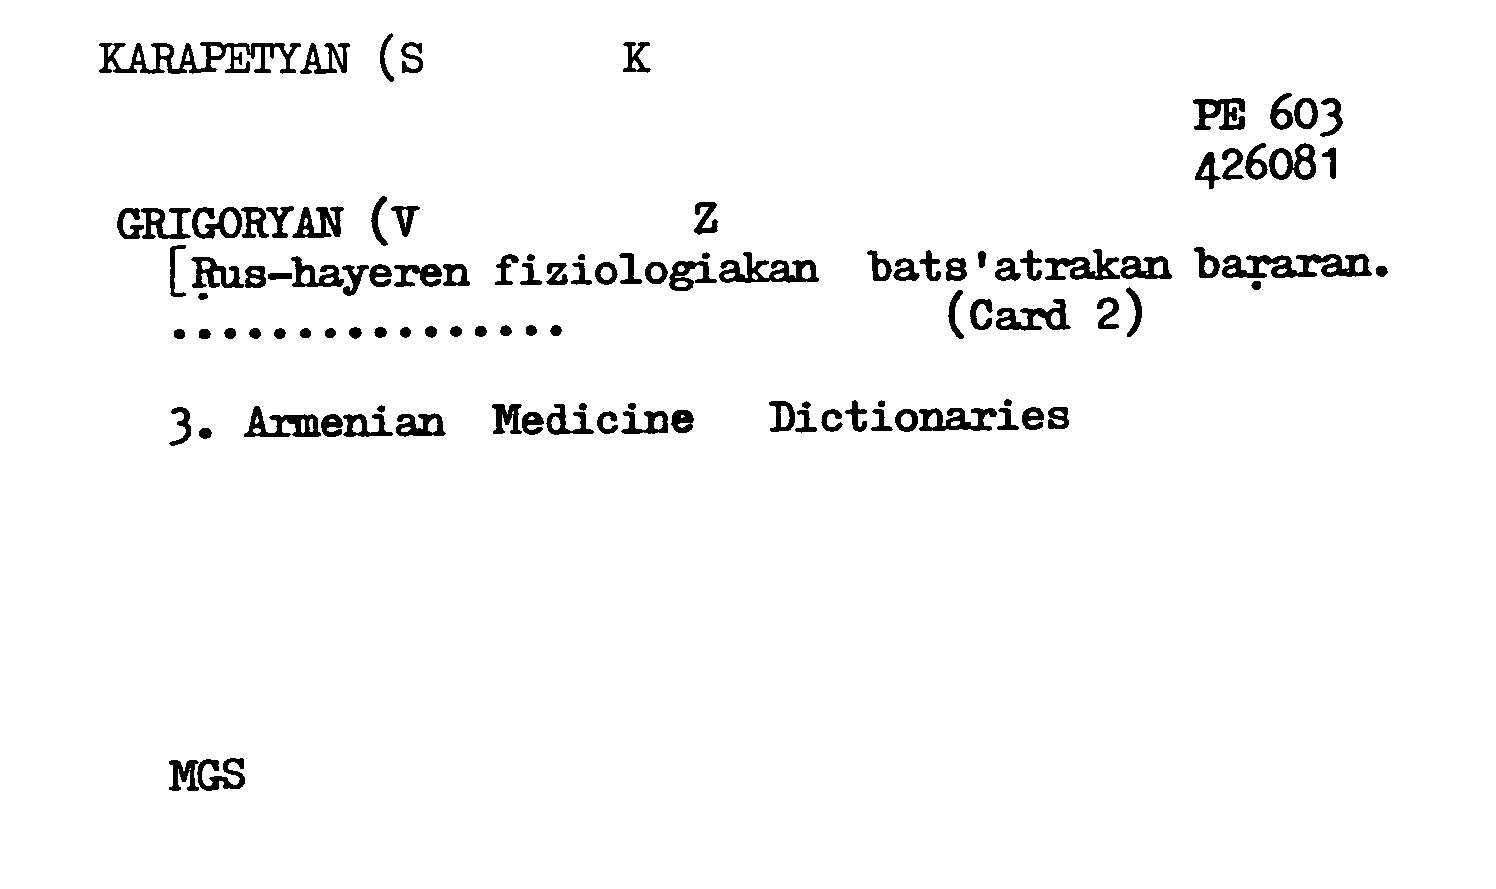 KARAPETYAN (S K
PE 603
426081
GRIGORYAN (V Z
[Ṛus-hayeren fiziologiakan bats'atrakan baṛaran.
................ (Card 2)
3. Armenian Medicine Dictionaries
MGS